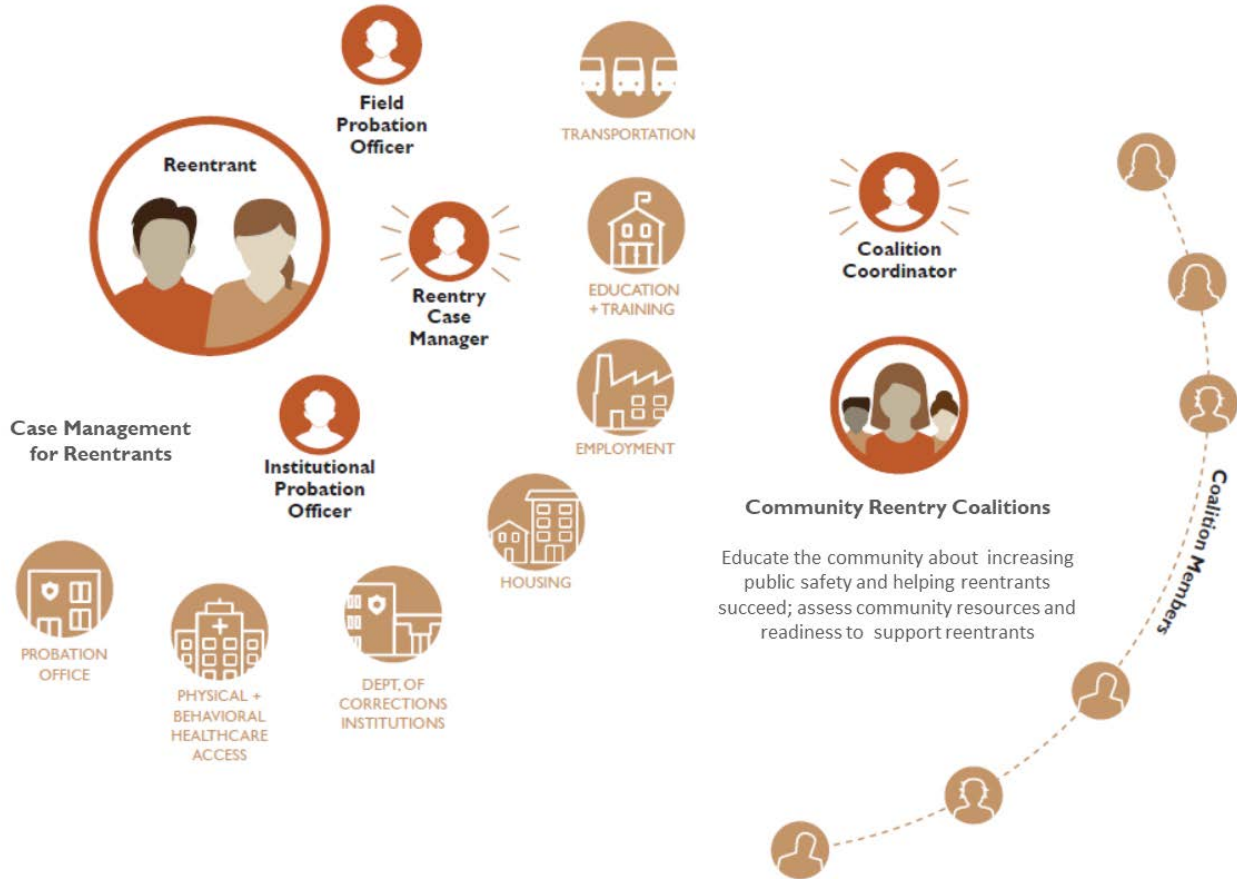 Field
Probation
Officer
Reentrant
Reentry
Case
Manager
Institutional
Probation
Officer
Case Management
for Reentrants
TRANSPORTATION
EDUCATION
+ TRAINING
EMPLOYMENT
HOUSING
DEPT. OF
CORRECTIONS
INSTITUTIONS
PHYSICAL +
BEHAVIORAL
HEALTHCARE
ACCESS
PROBATION
OFFICE
Coalition
Coordinator
Community Reentry Coalitions
Educate the community about increasing
public safety and helping reentrants
succeed; assess community resources and
readiness to support reentrants
Coalition Members